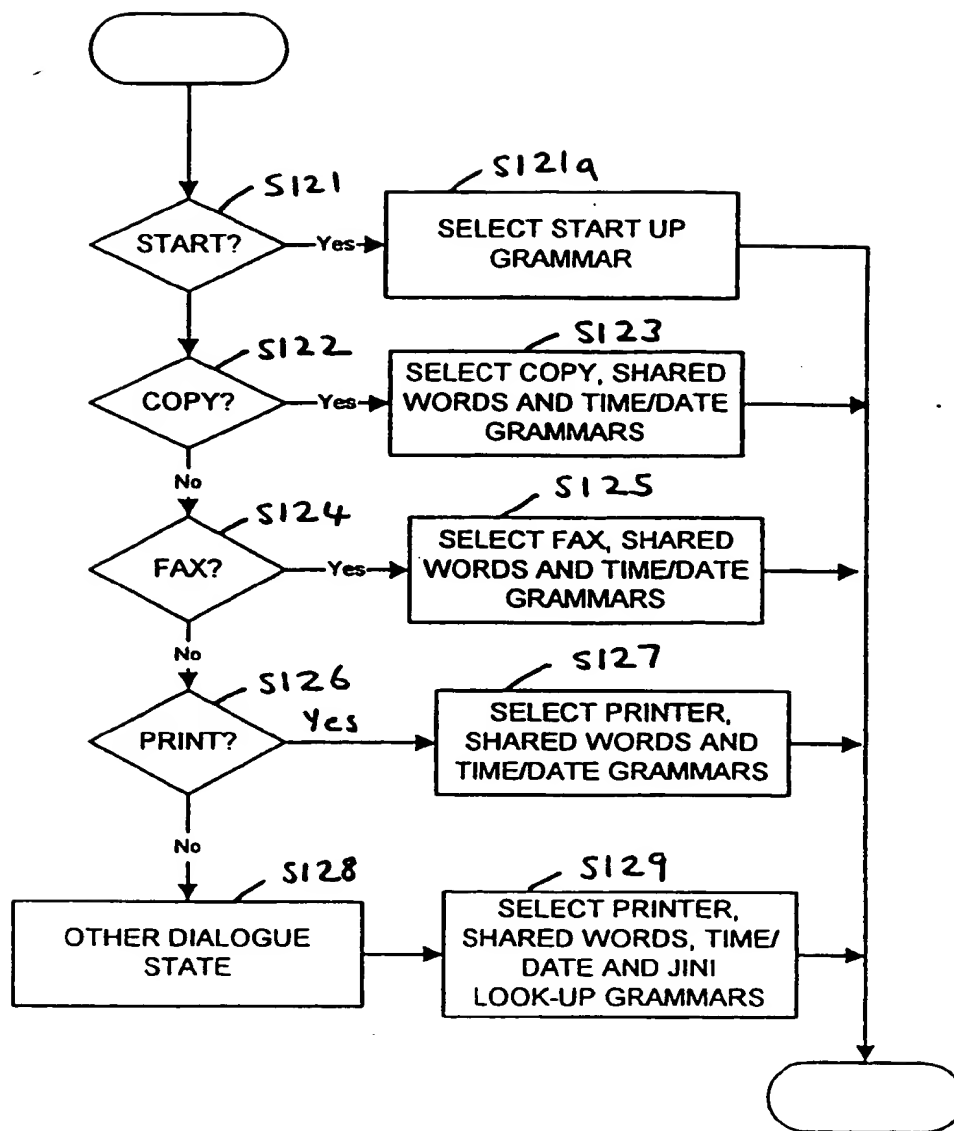 S121
START?
Yes
S121a
SELECT START UP
GRAMMAR
S122
COPY?
Yes
S123
SELECT COPY, SHARED
WORDS AND TIME/DATE
GRAMMARS
No
S124
FAX?
Yes
S125
SELECT FAX, SHARED
WORDS AND TIME/DATE
GRAMMARS
No
S126
PRINT?
Yes
S127
SELECT PRINTER,
SHARED WORDS AND
TIME/DATE GRAMMARS
No
S128
OTHER DIALOGUE
STATE
S129
SELECT PRINTER,
SHARED WORDS, TIME/
DATE AND JINI
LOOK-UP GRAMMARS